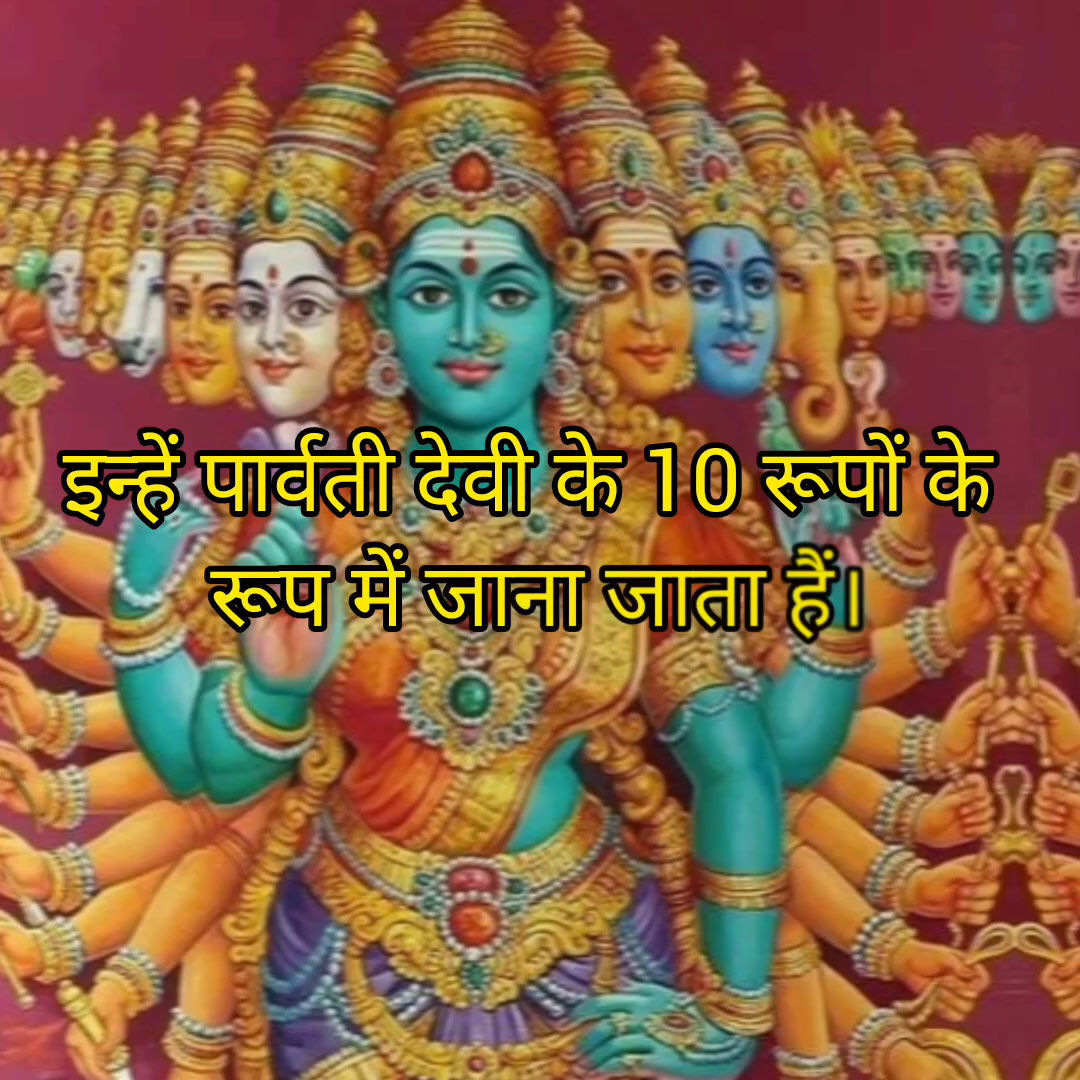 इन्हें पार्वती देवी के 10 रूपों के
रूप में जाना जाता हैं।